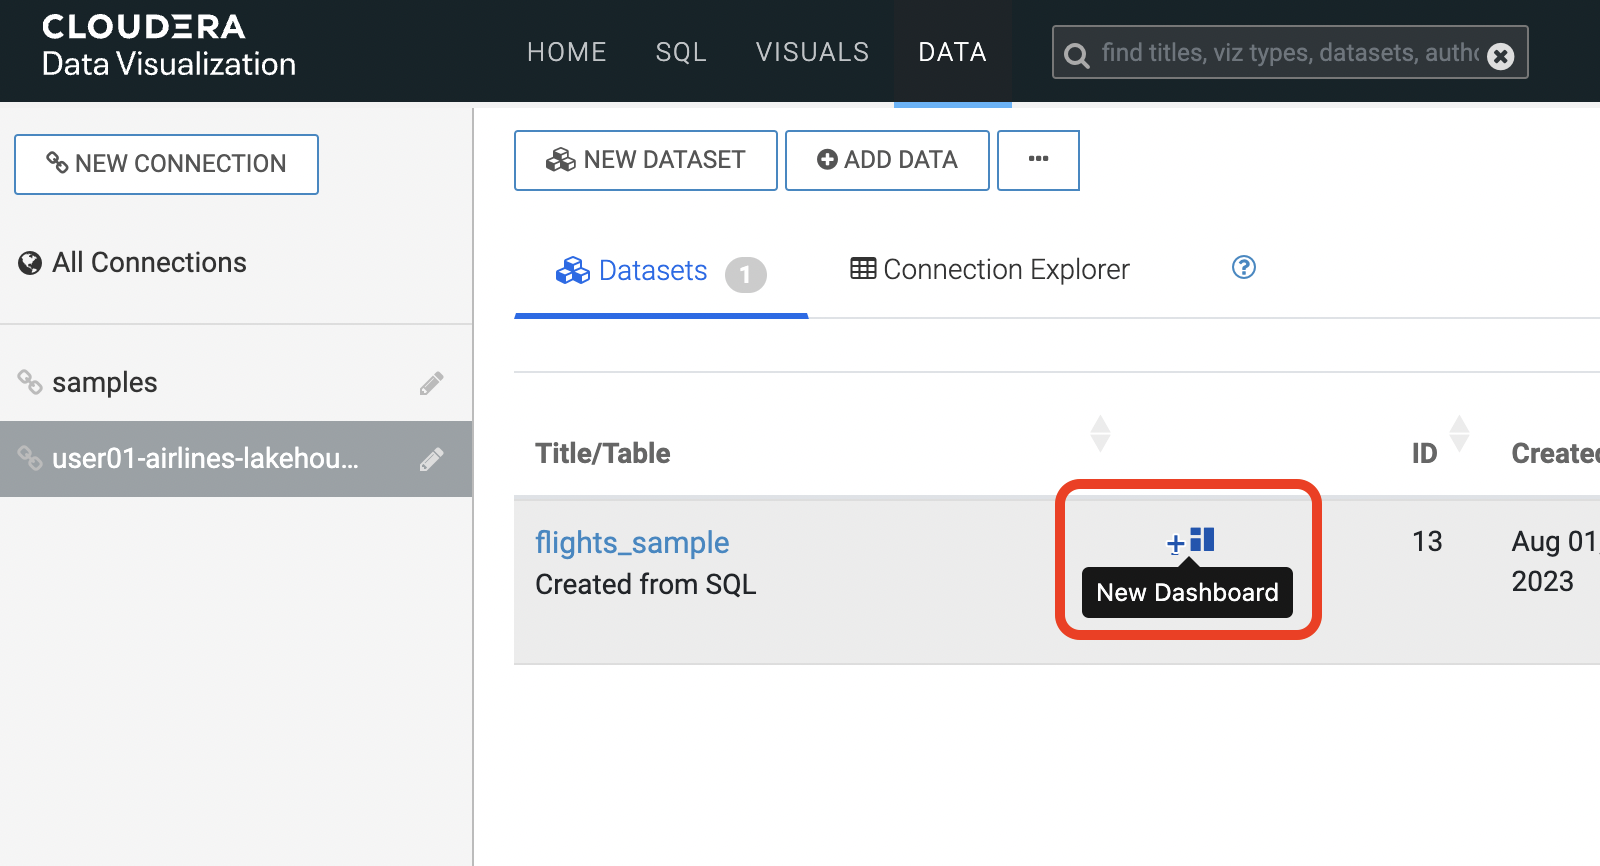 CLOUDERA
Data Visualization
HOME
SQL
VISUALS
DATA
find titles, viz types, datasets, autho
NEW CONNECTION
All Connections
samples
user01-airlines-lakehou...
NEW DATASET
ADD DATA
...
Datasets 1
Connection Explorer
?
Title/Table
ID
Created
flights_sample
Created from SQL
New Dashboard
13
Aug 01,
2023